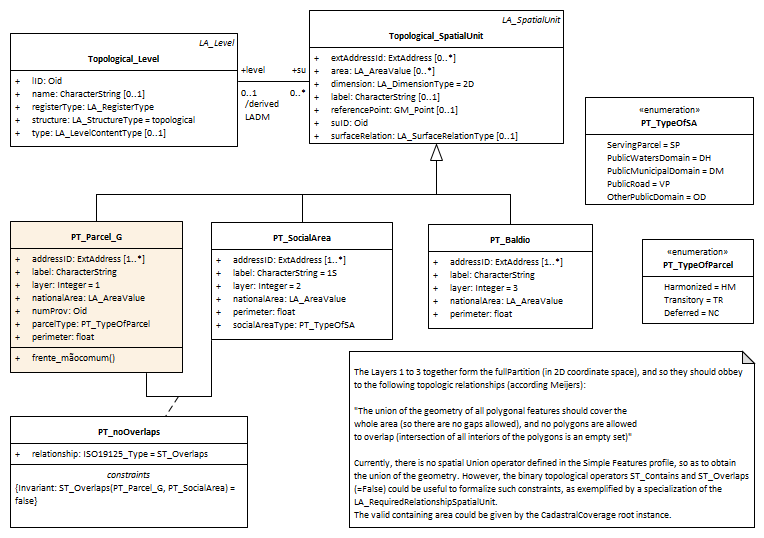 LA_Level
Topological_Level
+ lID: Oid
+ name: CharacterString [0..1]
+ registerType: LA_RegisterType
+ structure: LA_StructureType = topological
+ type: LA_LevelContentType [0..1]
+level
+su
0..1
0..*
/derived
LADM
LA_SpatialUnit
Topological_SpatialUnit
+ extAddressId: ExtAddress [0..*]
+ area: LA_AreaValue [0..*]
+ dimension: LA_DimensionType = 2D
+ label: CharacterString [0..1]
+ referencePoint: GM_Point [0..1]
+ suID: Oid
+ surfaceRelation: LA_SurfaceRelationType [0..1]
«enumeration»
PT_TypeOfSA
ServingParcel = SP
PublicWatersDomain = DH
PublicMunicipalDomain = DM
PublicRoad = VP
OtherPublicDomain = OD
PT_Parcel_G
+ addressID: ExtAddress [1..*]
+ label: CharacterString
+ layer: Integer = 1
+ nationalArea: LA_AreaValue
+ numProv: Oid
+ parcelType: PT_TypeOfParcel
+ perimeter: float
+ frente_mãocomum()
PT_SocialArea
+ addressID: ExtAddress [1..*]
+ label: CharacterString = 1S
+ layer: Integer = 2
+ nationalArea: LA_AreaValue
+ perimeter: float
+ socialAreaType: PT_TypeOfSA
PT_Baldio
+ addressID: ExtAddress [1..*]
+ label: CharacterString
+ layer: Integer = 3
+ nationalArea: LA_AreaValue
+ perimeter: float
«enumeration»
PT_TypeOfParcel
Harmonized = HM
Transitory = TR
Deferred = NC
PT_noOverlaps
+ relationship: ISO19125_Type = ST_Overlaps
constraints
{Invariant: ST_Overlaps(PT_Parcel_G, PT_SocialArea) =
false}
The Layers 1 to 3 together form the fullPartition (in 2D coordinate space), and so they should obbey
to the following topologic relationships (according Meijers):
"The union of the geometry of all polygonal features should cover the
whole area (so there are no gaps allowed), and no polygons are allowed
to overlap (intersection of all interiors of the polygons is an empty set)"
Currently, there is no spatial Union operator defined in the Simple Features profile, so as to obtain
the union of the geometry. However, the binary topological operators ST_Contains and ST_Overlaps
(=False) could be useful to formalize such constraints, as exemplified by a specialization of the
LA_RequiredRelationshipSpatialUnit.
The valid containing area could be given by the CadastralCoverage root instance.